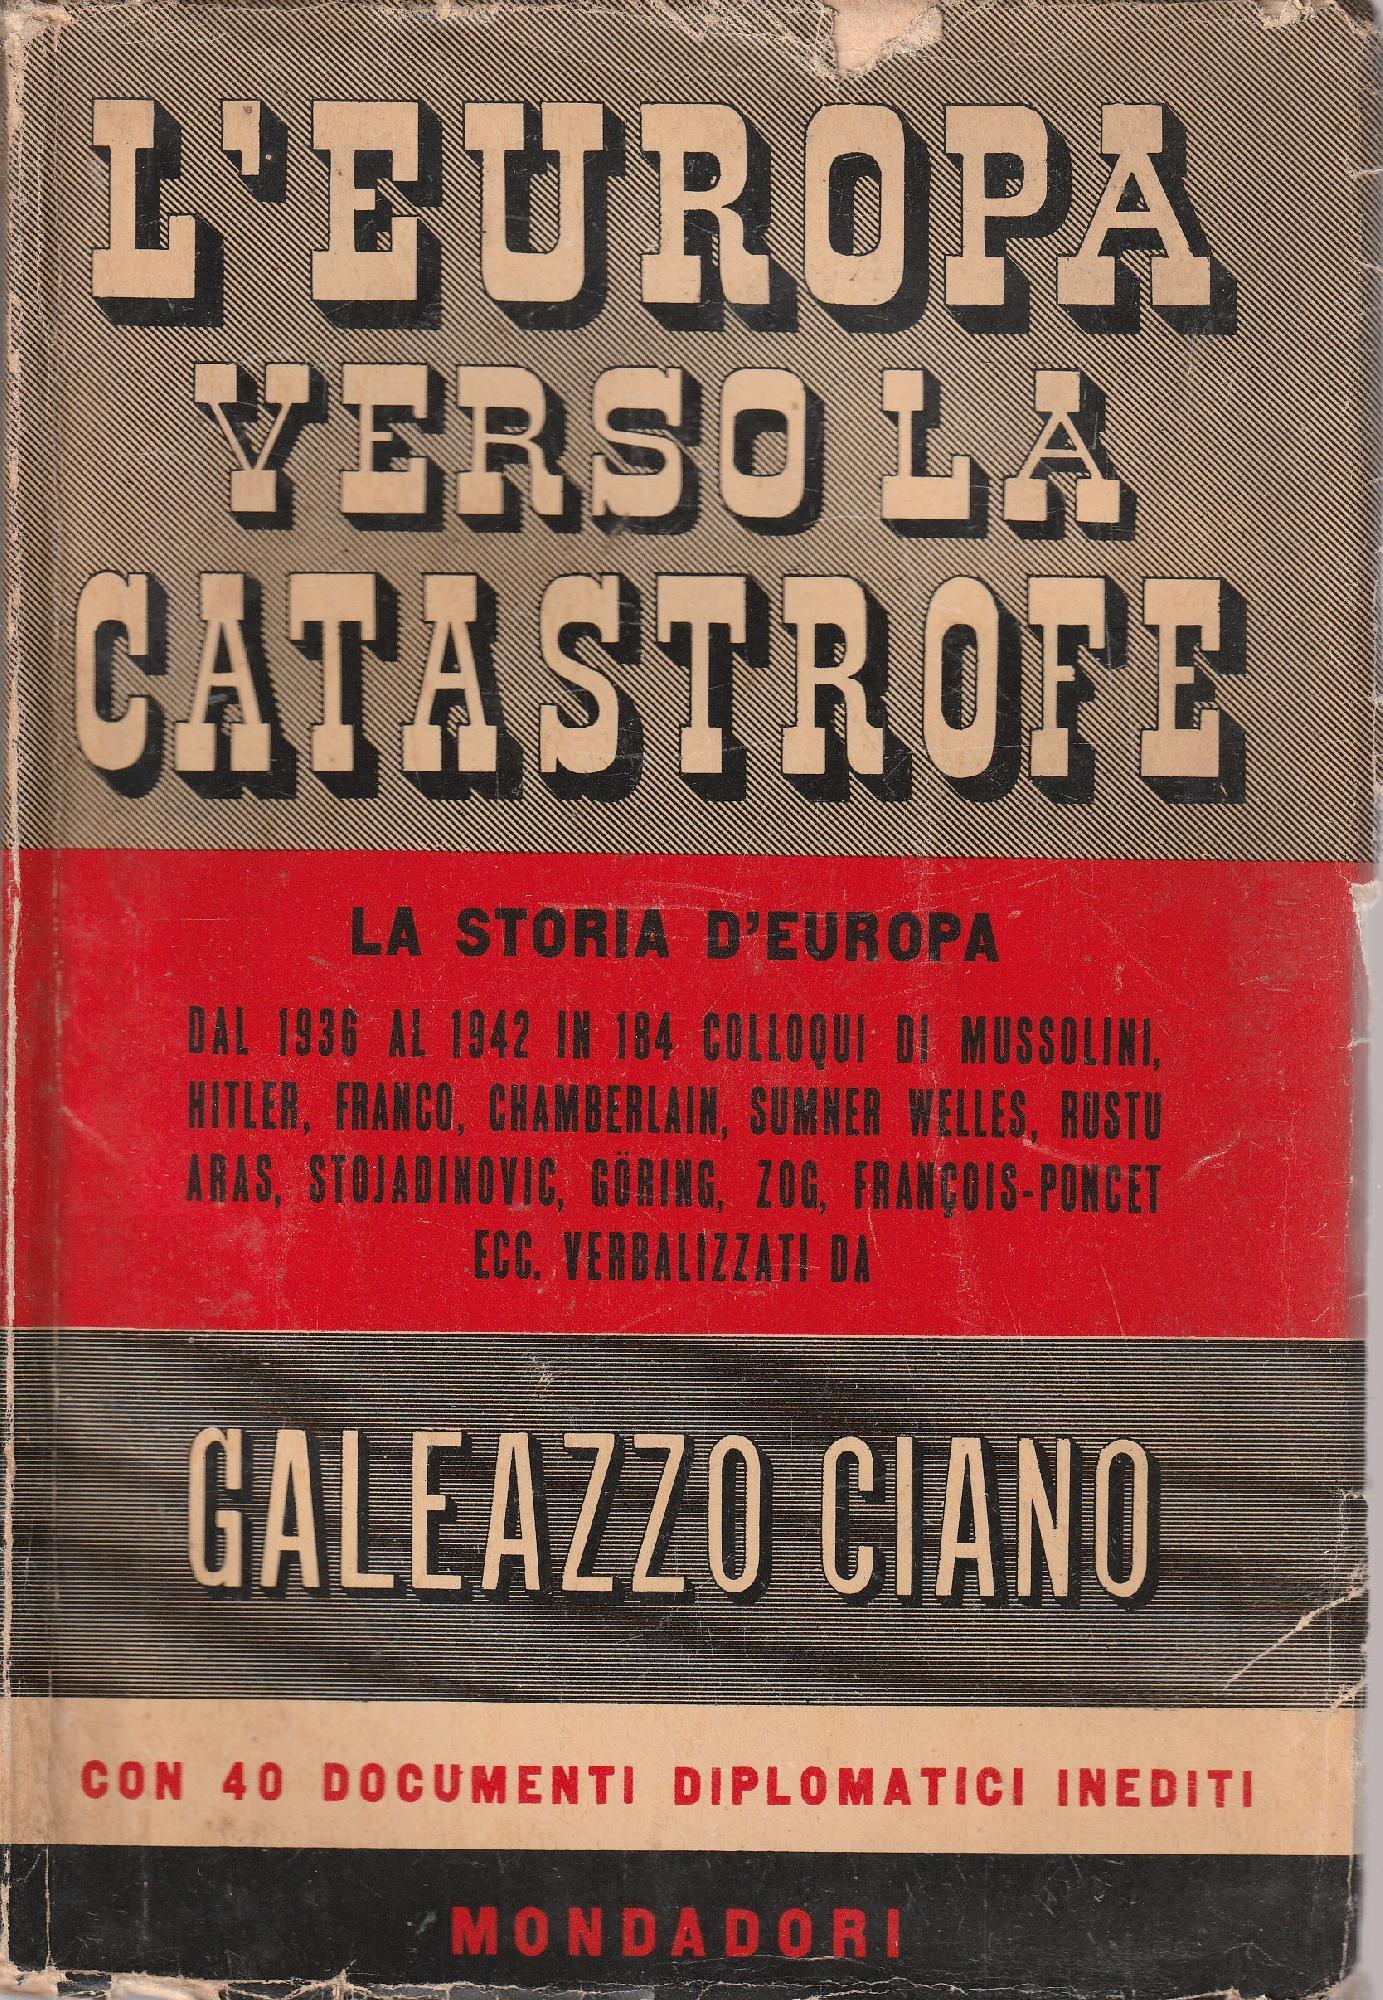 L'EUROPA
VERSO LA
CATASTROFE
LA STORIA D'EUROPA
DAL 1936 AL 1942 IN 184 COLLOQUI DI MUSSOLINI,
HITLER, FRANCO, CHAMBERLAIN, SUMNER WELLES, RUSTU
ARAS, STOJADINOVIC, GÖRING, ZOG, FRANÇOIS-PONCET
ECC. VERBALIZZATI DA
GALEAZZO CIANO
CON 40 DOCUMENTI DIPLOMATICI INEDITI
MONDADORI